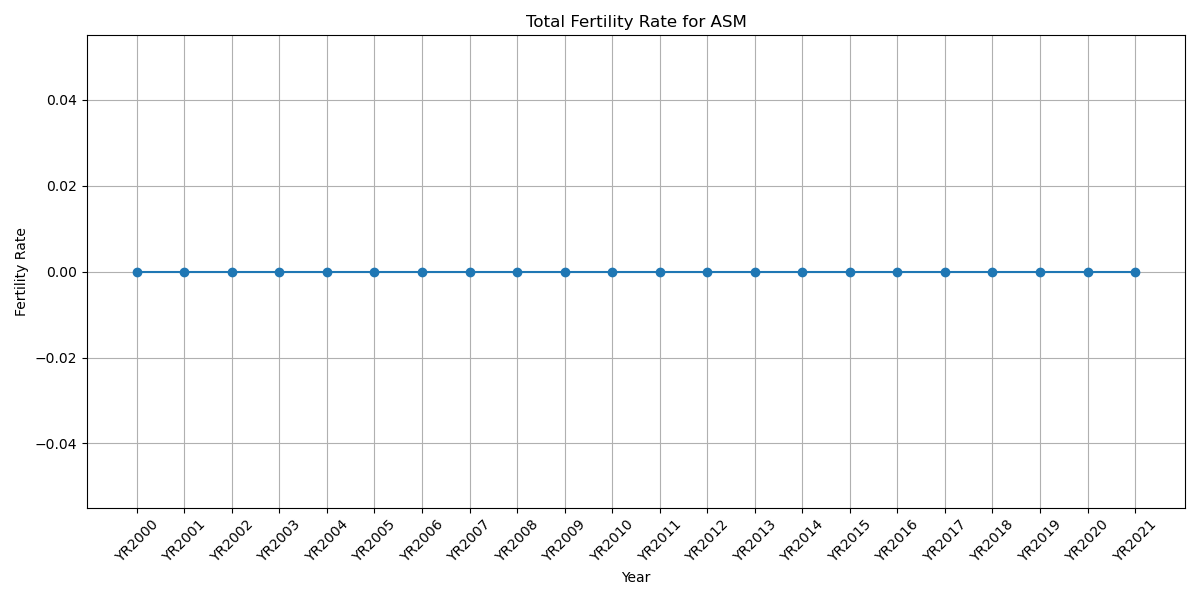 Total Fertility Rate for ASM
Fertility Rate
0.04
0.02
0.00
−0.02
−0.04
YR2000 YR2001 YR2002 YR2003 YR2004 YR2005 YR2006 YR2007 YR2008 YR2009 YR2010 YR2011 YR2012 YR2013 YR2014 YR2015 YR2016 YR2017 YR2018 YR2019 YR2020 YR2021
Year